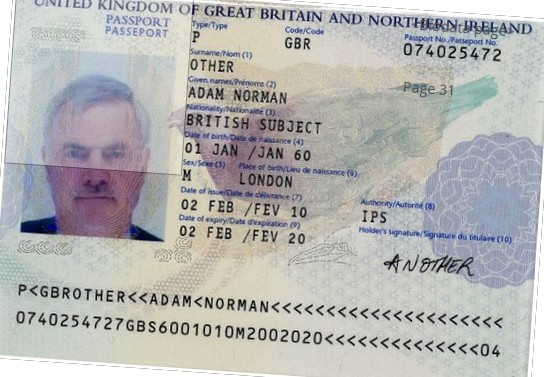 UNITED KINGDOM OF GREAT BRITAIN AND NORTHERN IRELAND
PASSPORT
PASSEPORT
Type/Type
Code/Code
Passport No./Passeport No.
P
GBR
074025472
Surname/Nom (1)
OTHER
Given names/Prénoms (2)
ADAM NORMAN
Page 31
Nationality/Nationalité (3)
BRITISH SUBJECT
Date of birth/Date de naissance (4)
01 JAN /JAN 60
Sex/Sexe (5) Place of birth/Lieu de naissance (6)
M LONDON
Date of issue/Date de délivrance (7)
02 FEB /FEV 10
Authority/Autorité (8)
IPS
Date of expiry/Date d'expiration (9)
02 FEB /FEV 20
Holder's signature/Signature du titulaire (10)
ANOTHER
P<GBROTHER<<ADAM<NORMAN<<<<<<<<<<<<<<<<<<<<<
0740254727GBS6001010M2002020<<<<<<<<<<<<<<04